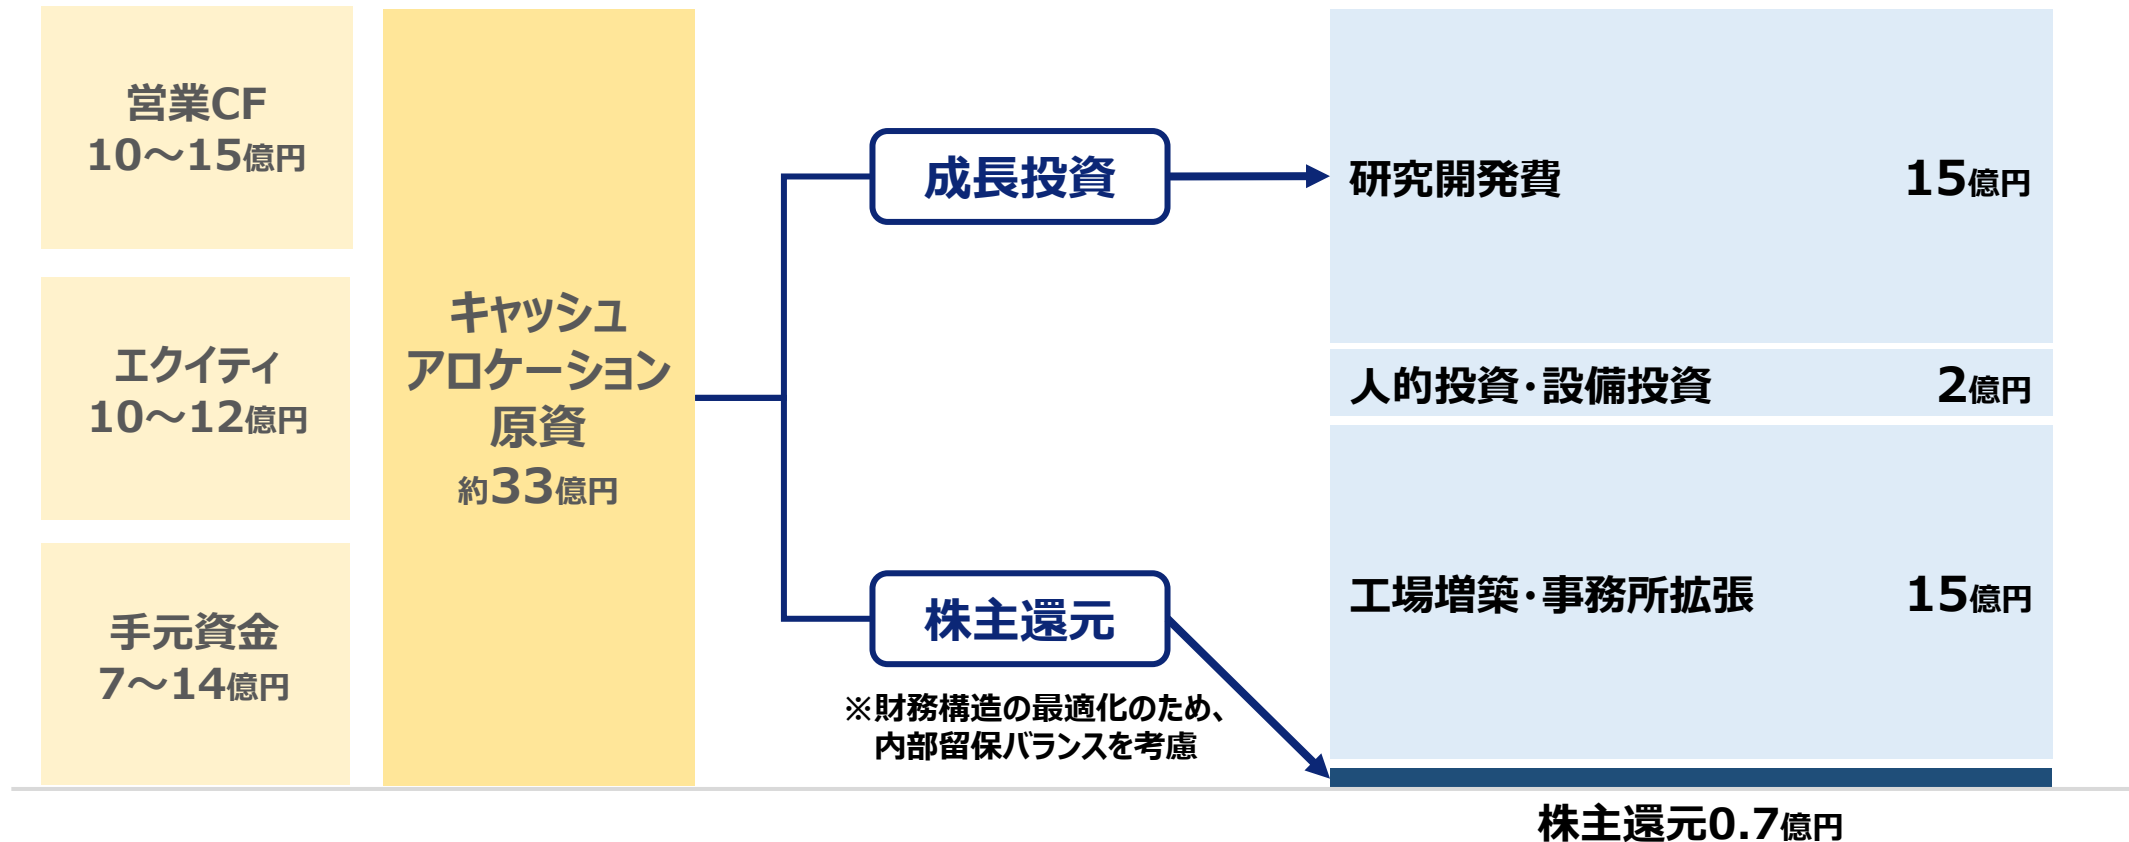 営業CF
10～15億円
エクイティ
10～12億円
手元資金
7～14億円
キャッシュ
アロケーション
原資
約33億円
成長投資
株主還元
※財務構造の最適化のため、
内部留保バランスを考慮
研究開発費 15億円
人的投資･設備投資 2億円
工場増築･事務所拡張 15億円
株主還元0.7億円